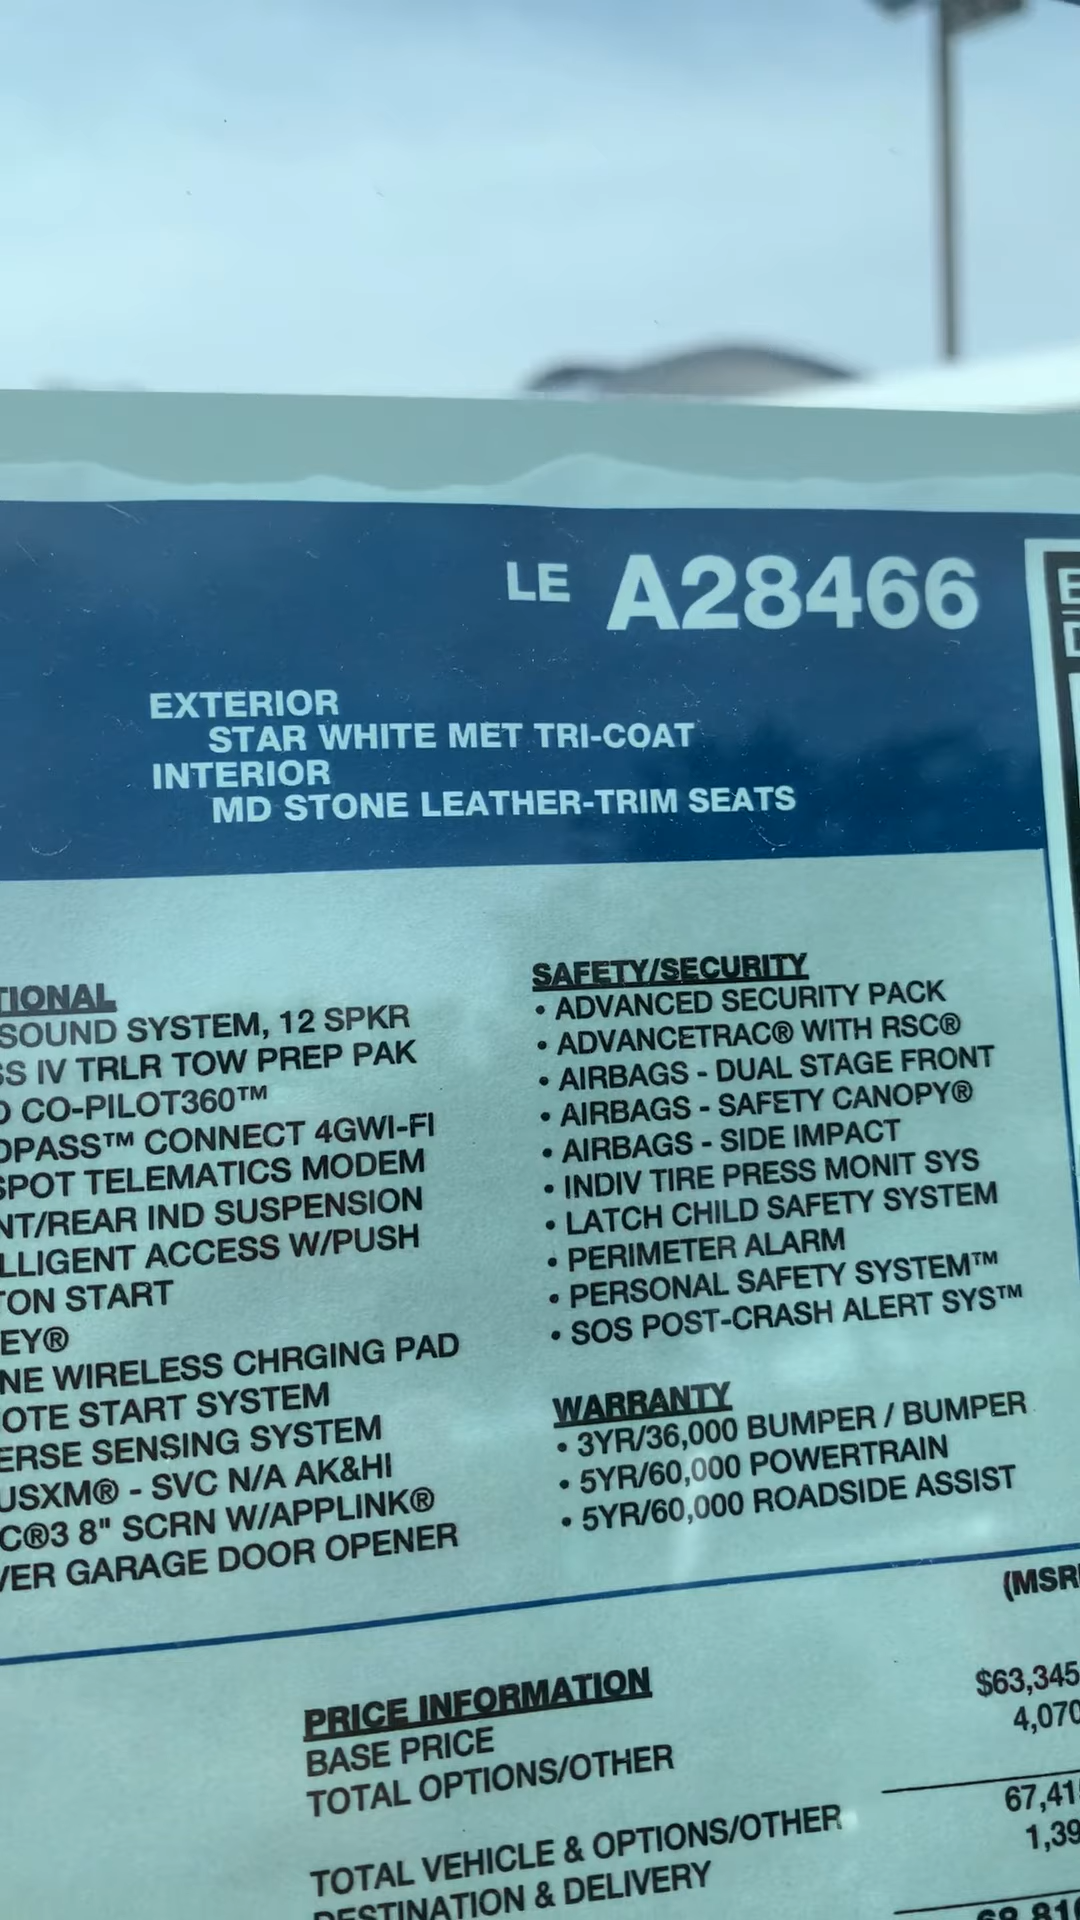 LE A28466
EXTERIOR
STAR WHITE MET TRI-COAT
INTERIOR
MD STONE LEATHER-TRIM SEATS
TIONAL
SOUND SYSTEM, 12 SPKR
SS IV TRLR TOW PREP PAK
CO-PILOT360™
OPASS™ CONNECT 4GWI-FI
SPOT TELEMATICS MODEM
NT/REAR IND SUSPENSION
LLIGENT ACCESS W/PUSH
TON START
EY®
NE WIRELESS CHRGING PAD
OTE START SYSTEM
ERSE SENSING SYSTEM
USXM® - SVC N/A AK&HI
C®3 8" SCRN W/APPLINK®
VER GARAGE DOOR OPENER
SAFETY/SECURITY
• ADVANCED SECURITY PACK
• ADVANCETRAC® WITH RSC®
• AIRBAGS - DUAL STAGE FRONT
• AIRBAGS - SAFETY CANOPY®
• AIRBAGS - SIDE IMPACT
• INDIV TIRE PRESS MONIT SYS
• LATCH CHILD SAFETY SYSTEM
• PERIMETER ALARM
• PERSONAL SAFETY SYSTEM™
• SOS POST-CRASH ALERT SYS™
WARRANTY
• 3YR/36,000 BUMPER / BUMPER
• 5YR/60,000 POWERTRAIN
• 5YR/60,000 ROADSIDE ASSIST
(MSR
PRICE INFORMATION
BASE PRICE $63,345
TOTAL OPTIONS/OTHER 4,070
TOTAL VEHICLE & OPTIONS/OTHER 67,41
DESTINATION & DELIVERY 1,39